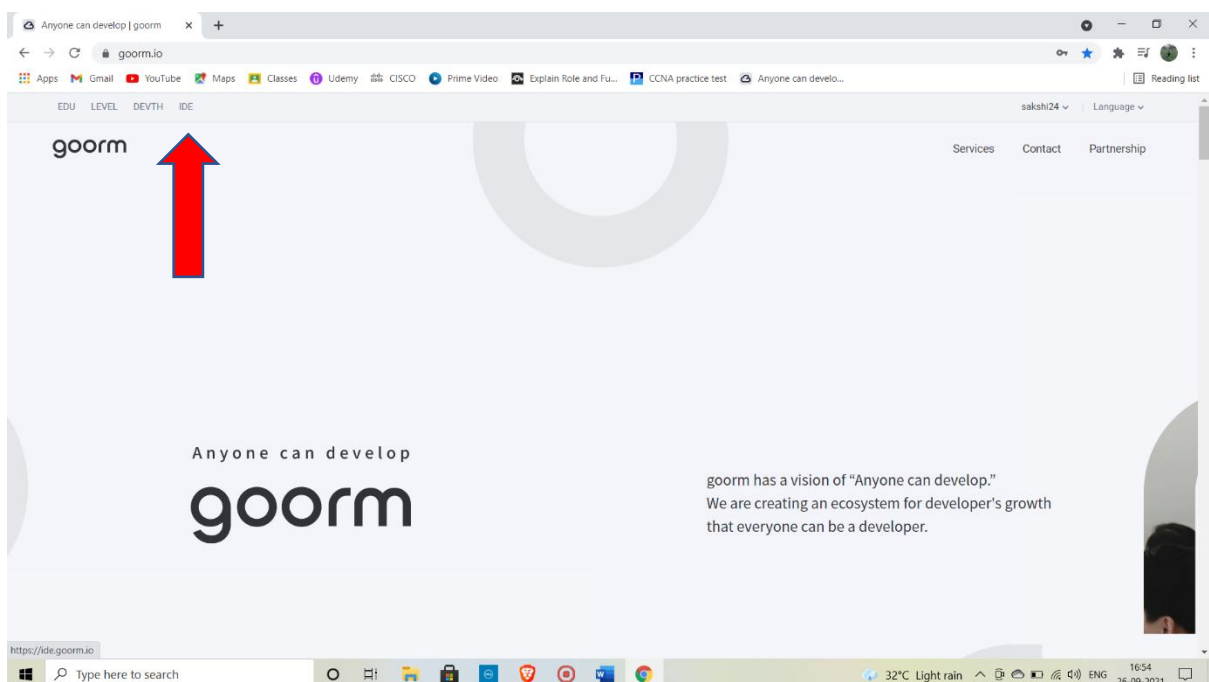 Anyone can develop | goorm
goorm.io
Apps Gmail YouTube Maps Classes Udemy CISCO Prime Video Explain Role and Fu... CCNA practice test Anyone can develo... Reading list
EDU LEVEL DEVTH IDE sakshi24 Language
goorm Services Contact Partnership
Anyone can develop
goorm
goorm has a vision of “Anyone can develop.”
We are creating an ecosystem for developer's growth
that everyone can be a developer.
https://ide.goorm.io
Type here to search 32°C Light rain ENG 16:54
26-09-2021